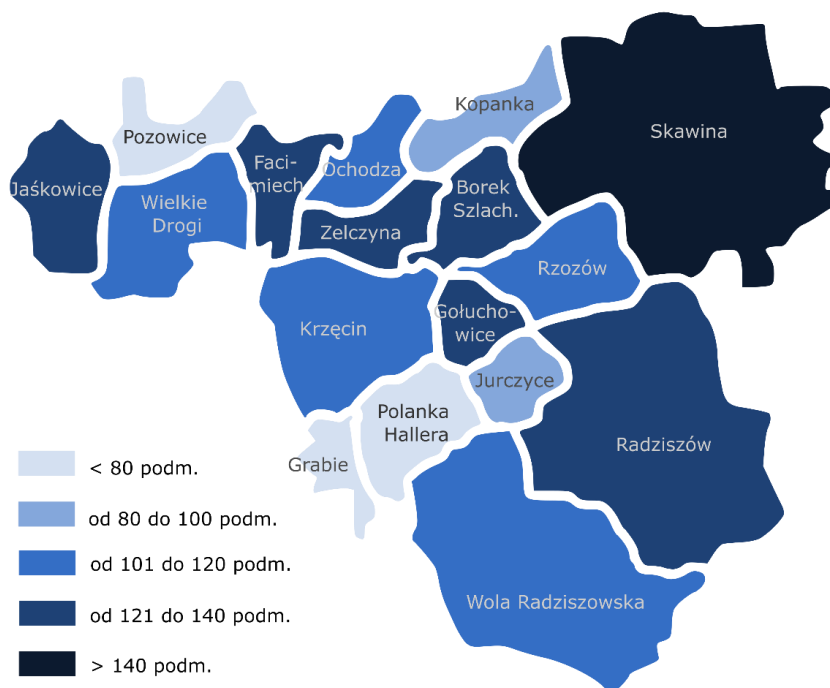 Kopanka
Skawina
Pozowice
Faci-
miech
Ochodza
Jaśkowice
Wielkie
Drogi
Borek
Szlach.
Zelczyna
Rzozów
Gołucho-
wice
Krzęcin
Jurczyce
Polanka
Hallera
Radziszów
Grabie
Wola Radziszowska
< 80 podm.
od 80 do 100 podm.
od 101 do 120 podm.
od 121 do 140 podm.
> 140 podm.